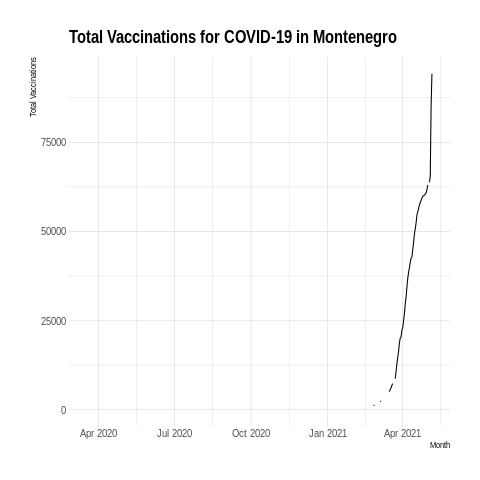 Total Vaccinations for COVID-19 in Montenegro
Total Vaccinations
75000
50000
25000
0
Apr 2020 Jul 2020 Oct 2020 Jan 2021 Apr 2021
Month